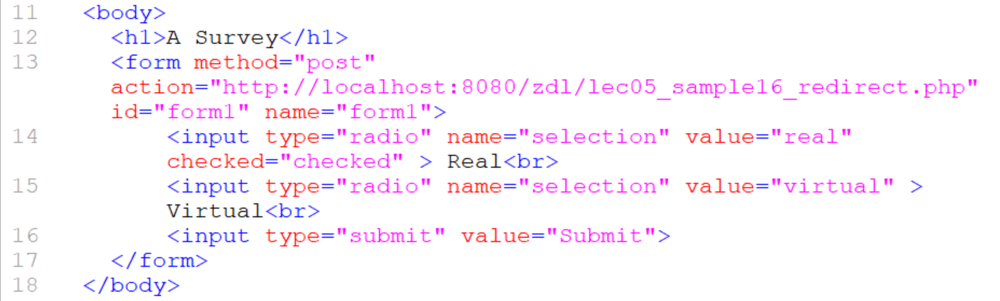 11 <body>
12 <h1>A Survey</h1>
13 <form method="post"
action="http://localhost:8080/zdl/lec05_sample16_redirect.php"
id="form1" name="form1">
14 <input type="radio" name="selection" value="real"
checked="checked" > Real<br>
15 <input type="radio" name="selection" value="virtual" >
Virtual<br>
16 <input type="submit" value="Submit">
17 </form>
18 </body>